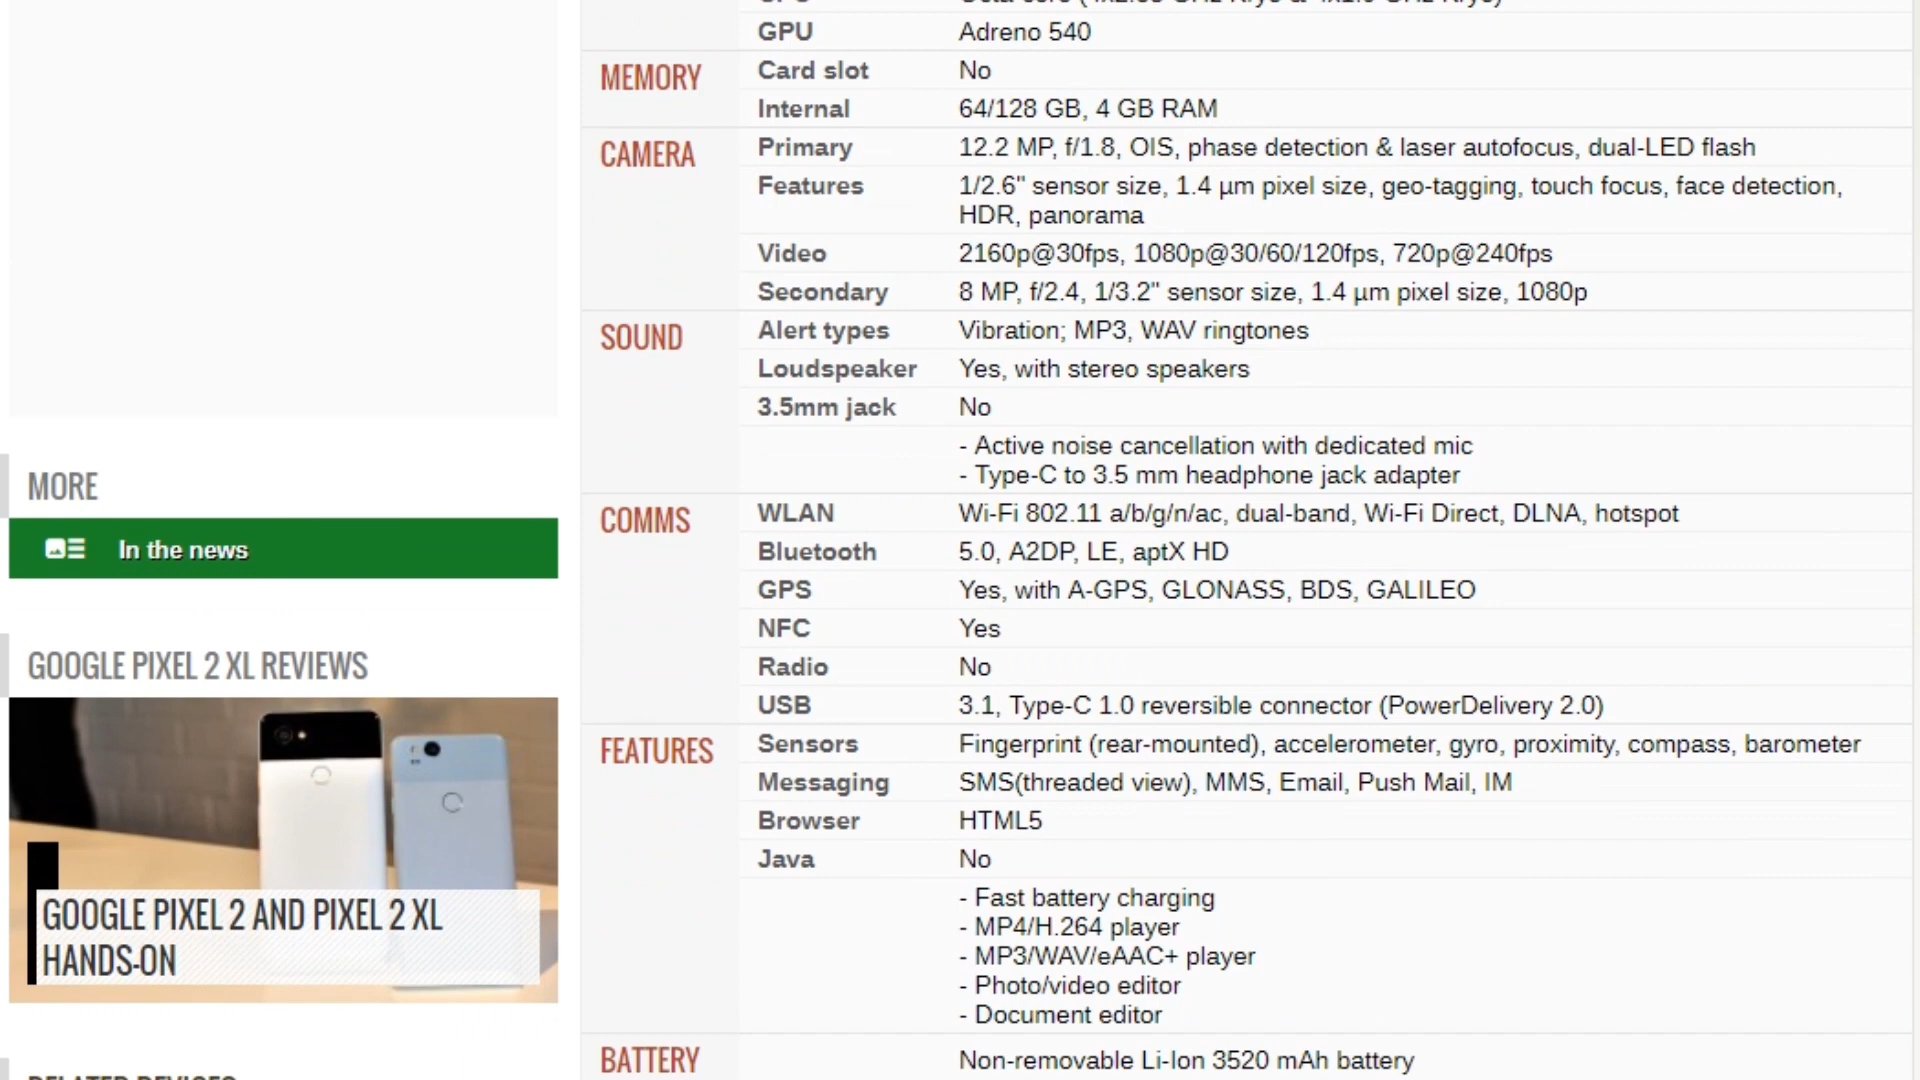 GPU Adreno 540
MEMORY Card slot No
Internal 64/128 GB, 4 GB RAM
CAMERA Primary 12.2 MP, f/1.8, OIS, phase detection & laser autofocus, dual-LED flash
Features 1/2.6" sensor size, 1.4 µm pixel size, geo-tagging, touch focus, face detection,
HDR, panorama
Video 2160p@30fps, 1080p@30/60/120fps, 720p@240fps
Secondary 8 MP, f/2.4, 1/3.2" sensor size, 1.4 µm pixel size, 1080p
SOUND Alert types Vibration; MP3, WAV ringtones
Loudspeaker Yes, with stereo speakers
3.5mm jack No
- Active noise cancellation with dedicated mic
- Type-C to 3.5 mm headphone jack adapter
COMMS WLAN Wi-Fi 802.11 a/b/g/n/ac, dual-band, Wi-Fi Direct, DLNA, hotspot
Bluetooth 5.0, A2DP, LE, aptX HD
GPS Yes, with A-GPS, GLONASS, BDS, GALILEO
NFC Yes
Radio No
USB 3.1, Type-C 1.0 reversible connector (PowerDelivery 2.0)
FEATURES Sensors Fingerprint (rear-mounted), accelerometer, gyro, proximity, compass, barometer
Messaging SMS(threaded view), MMS, Email, Push Mail, IM
Browser HTML5
Java No
- Fast battery charging
- MP4/H.264 player
- MP3/WAV/eAAC+ player
- Photo/video editor
- Document editor
BATTERY Non-removable Li-Ion 3520 mAh battery
MORE
In the news
GOOGLE PIXEL 2 XL REVIEWS
GOOGLE PIXEL 2 AND PIXEL 2 XL
HANDS-ON
RELATED DEVICES